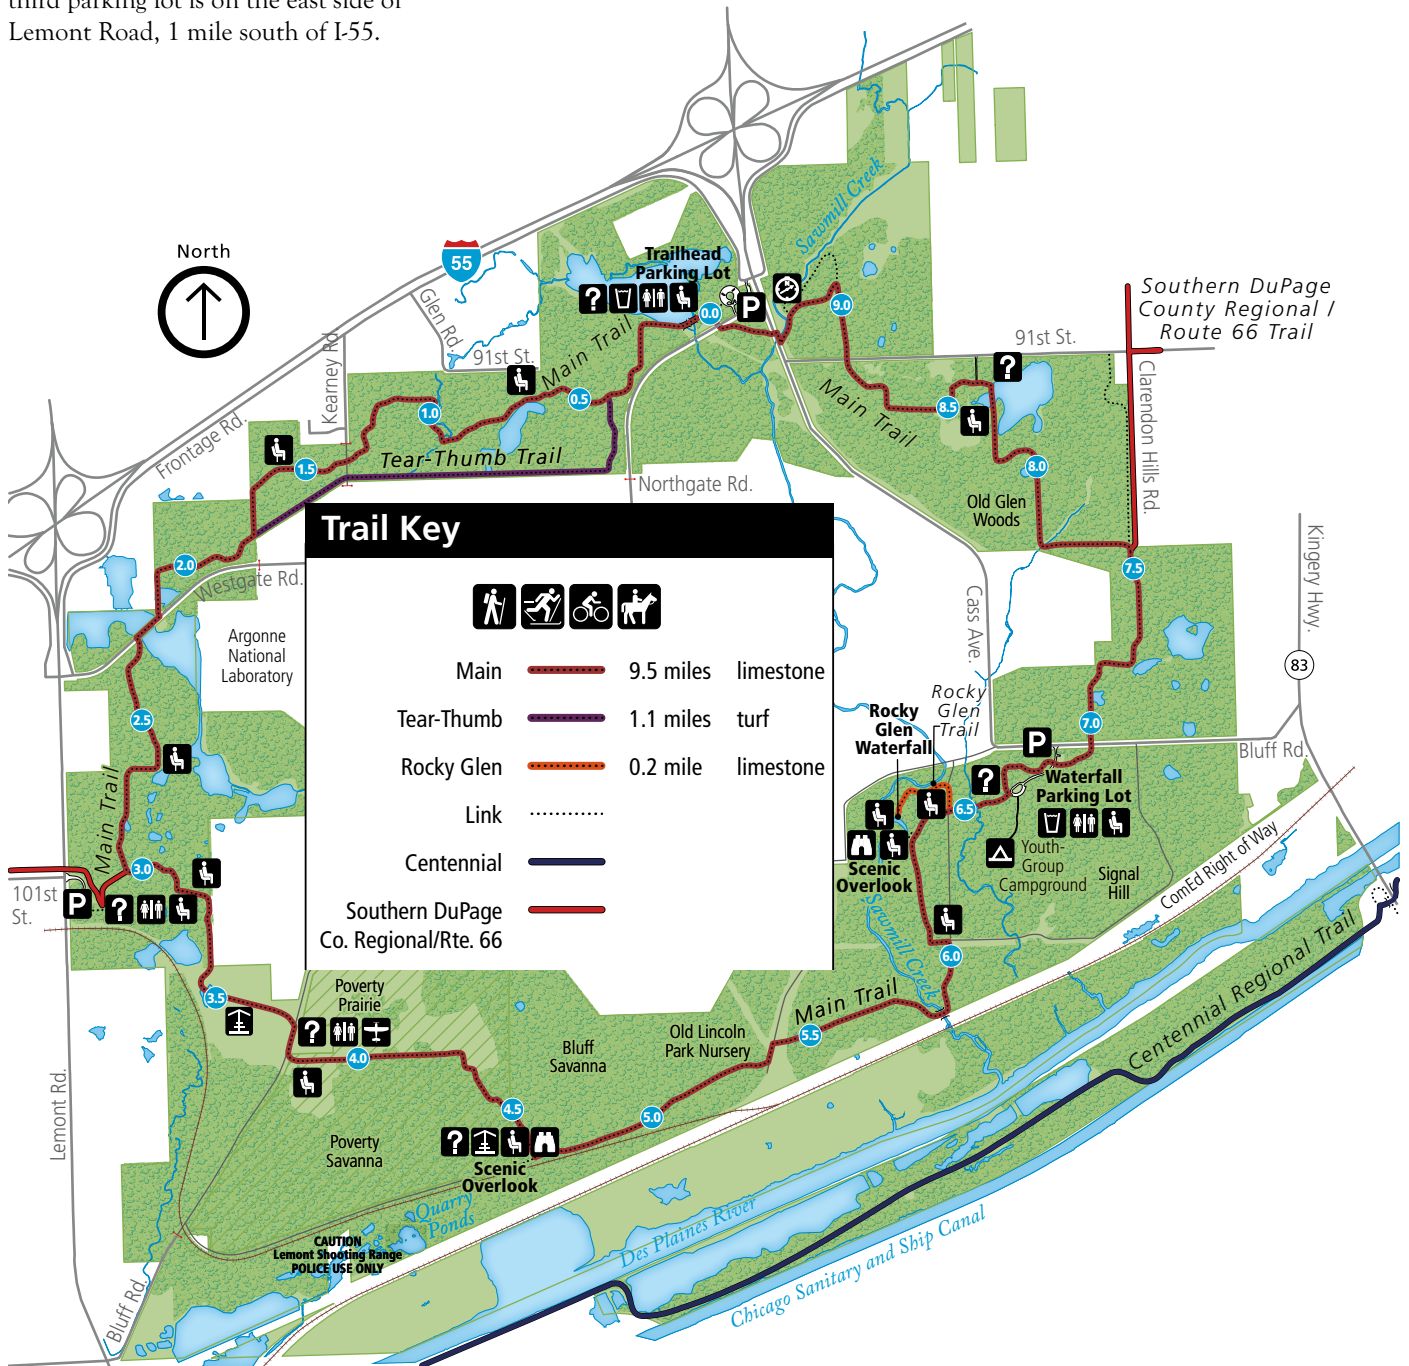 third parking lot is on the east side of
Lemont Road, 1 mile south of I-55.
North
55
Sawmill Creek
Trailhead
Parking Lot
?
P
0.0
9.0
Southern DuPage
County Regional /
Route 66 Trail
Glen Rd.
91st St.
Main Trail
0.5
1.0
Kearney Rd.
Frontage Rd.
1.5
Tear-Thumb Trail
Northgate Rd.
91st St.
?
Main Trail
8.5
8.0
Clarendon Hills Rd.
Old Glen
Woods
7.5
2.0
Westgate Rd.
Argonne
National
Laboratory
Trail Key
Main 9.5 miles limestone
Tear-Thumb 1.1 miles turf
Rocky Glen 0.2 mile limestone
Link
Centennial
Southern DuPage
Co. Regional/Rte. 66
Cass Ave.
Kingery Hwy.
83
Rocky
Glen
Trail
Rocky
Glen
Waterfall
7.0
P
Bluff Rd.
?
Waterfall
Parking Lot
6.5
2.5
Main Trail
3.0
101st
St.
P
?
Scenic
Overlook
Youth-
Group
Campground
Signal
Hill
ComEd Right of Way
Sawmill Creek
6.0
Centennial Regional Trail
3.5
Poverty
Prairie
?
4.0
Main Trail
5.5
Old Lincoln
Park Nursery
Bluff
Savanna
Lemont Rd.
4.5
5.0
Poverty
Savanna
?
Scenic
Overlook
Quarry
Ponds
CAUTION
Lemont Shooting Range
POLICE USE ONLY
Des Plaines River
Chicago Sanitary and Ship Canal
Bluff Rd.